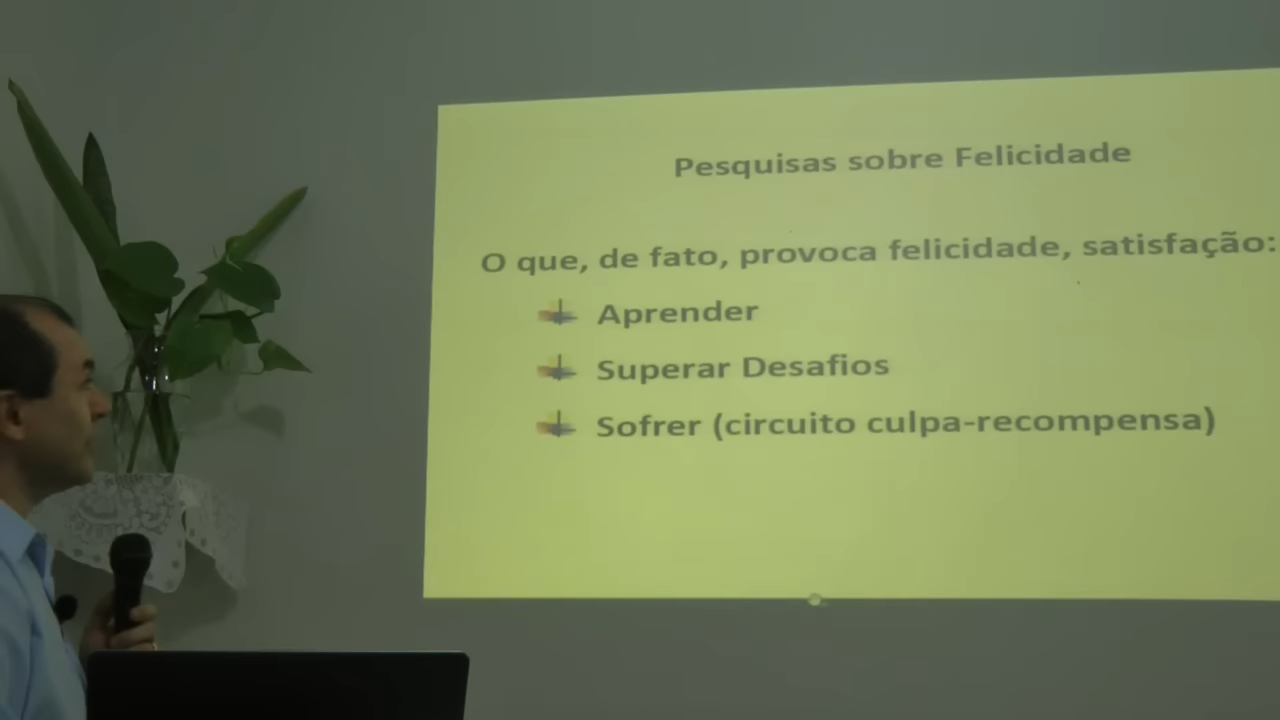 Pesquisas sobre Felicidade
O que, de fato, provoca felicidade, satisfação:
Aprender
Superar Desafios
Sofrer (circuito culpa-recompensa)